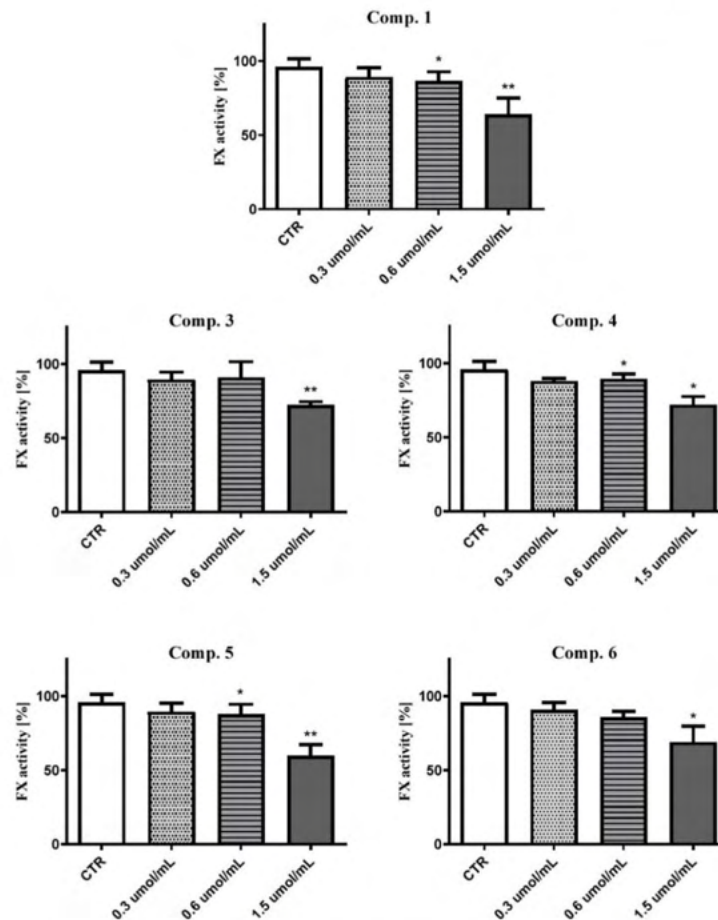 Comp. 1
FX activity [%]
100
50
0
*
**
CTR
0.3 umol/mL
0.6 umol/mL
1.5 umol/mL
Comp. 3
FX activity [%]
100
50
0
**
CTR
0.3 umol/mL
0.6 umol/mL
1.5 umol/mL
Comp. 4
FX activity [%]
100
50
0
*
*
CTR
0.3 umol/mL
0.6 umol/mL
1.5 umol/mL
Comp. 5
FX activity [%]
100
50
0
*
**
CTR
0.3 umol/mL
0.6 umol/mL
1.5 umol/mL
Comp. 6
FX activity [%]
100
50
0
*
CTR
0.3 umol/mL
0.6 umol/mL
1.5 umol/mL